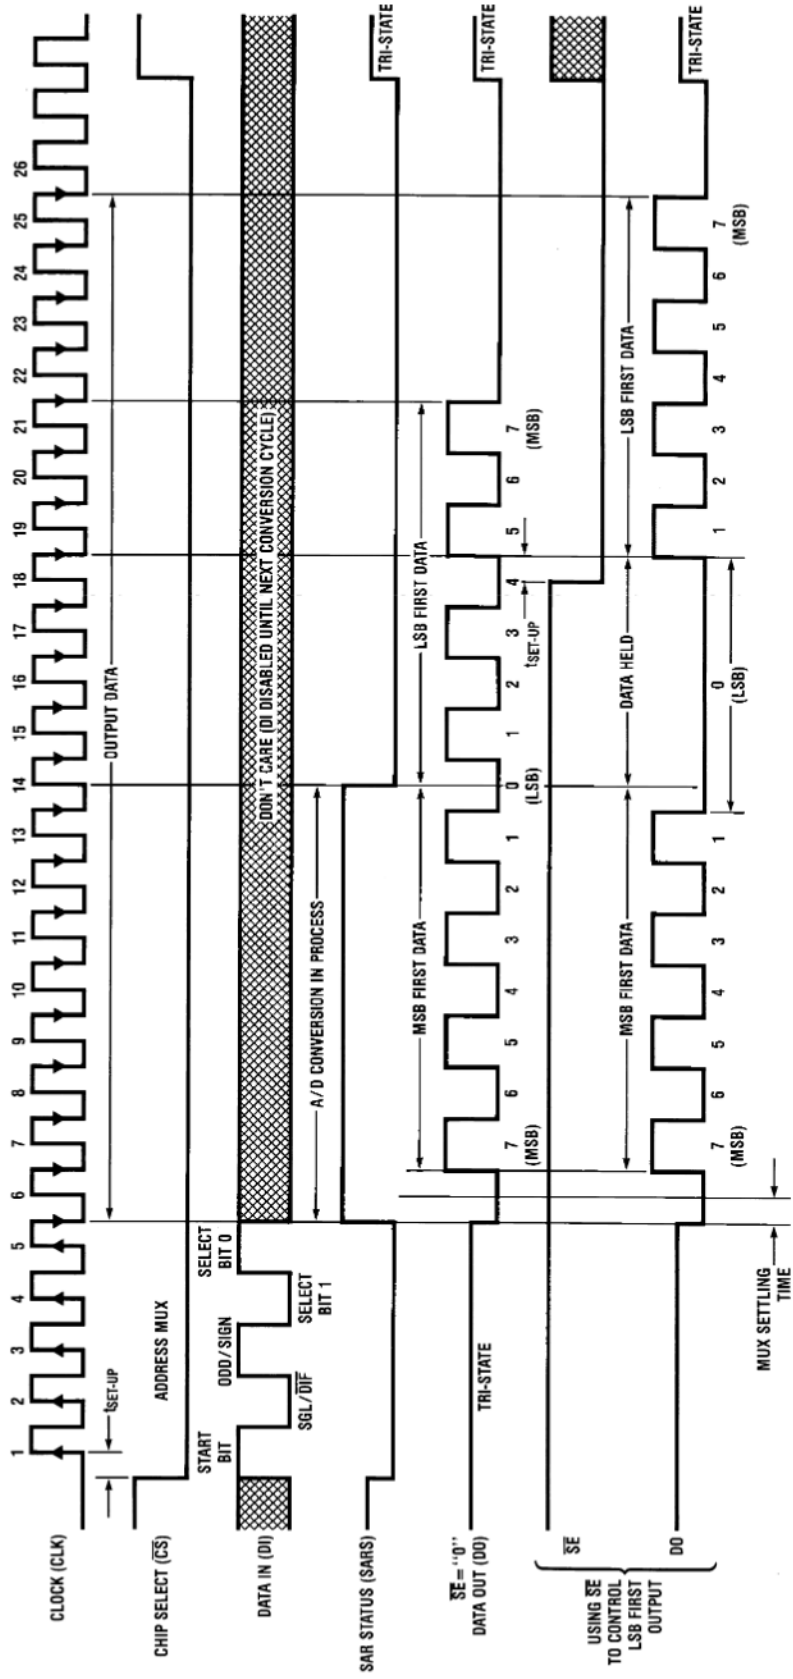 1 2 3 4 5 6 7 8 9 10 11 12 13 14 15 16 17 18 19 20 21 22 23 24 25 26
CLOCK (CLK)
tSET-UP
OUTPUT DATA
CHIP SELECT (C̅S̅)
ADDRESS MUX
START
BIT
ODD/SIGN
SELECT
BIT 0
DATA IN (DI)
DON'T CARE (DI DISABLED UNTIL NEXT CONVERSION CYCLE)
SGL/D̅I̅F̅
SELECT
BIT 1
A/D CONVERSION IN PROCESS
SAR STATUS (SARS)
TRI-STATE
MSB FIRST DATA
LSB FIRST DATA
S̅E̅ = "0"
DATA OUT (DO)
TRI-STATE
TRI-STATE
7 6 5 4 3 2 1 0 1 2 3 4 5 6 7
(MSB) (LSB) (MSB)
tSET-UP
USING S̅E̅
TO CONTROL
LSB FIRST
OUTPUT
S̅E̅
MSB FIRST DATA
DATA HELD
LSB FIRST DATA
DO
TRI-STATE
7 6 5 4 3 2 1 0 1 2 3 4 5 6 7
(MSB) (LSB) (MSB)
MUX SETTLING
TIME